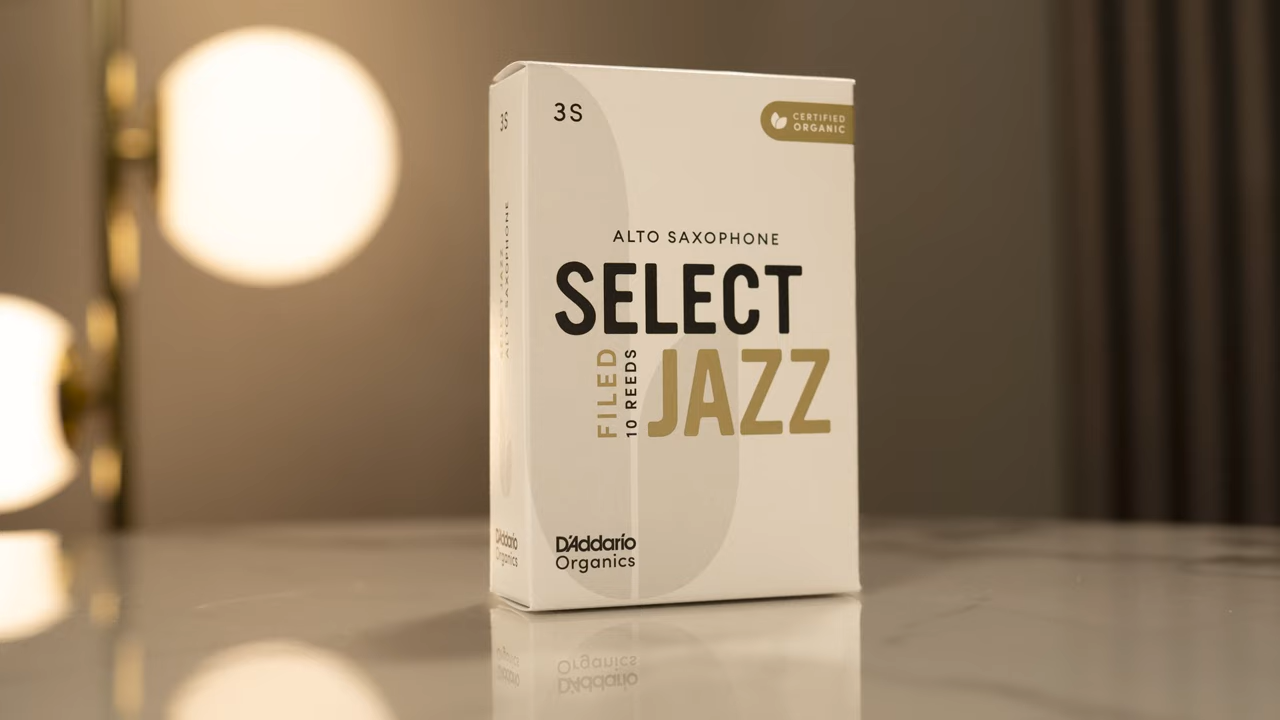 3S
CERTIFIED
ORGANIC
ALTO SAXOPHONE
SELECT
JAZZ
FILED
10 REEDS
D'Addario
Organics
3S
SELECT JAZZ
ALTO SAXOPHONE
D'Addario
Organics